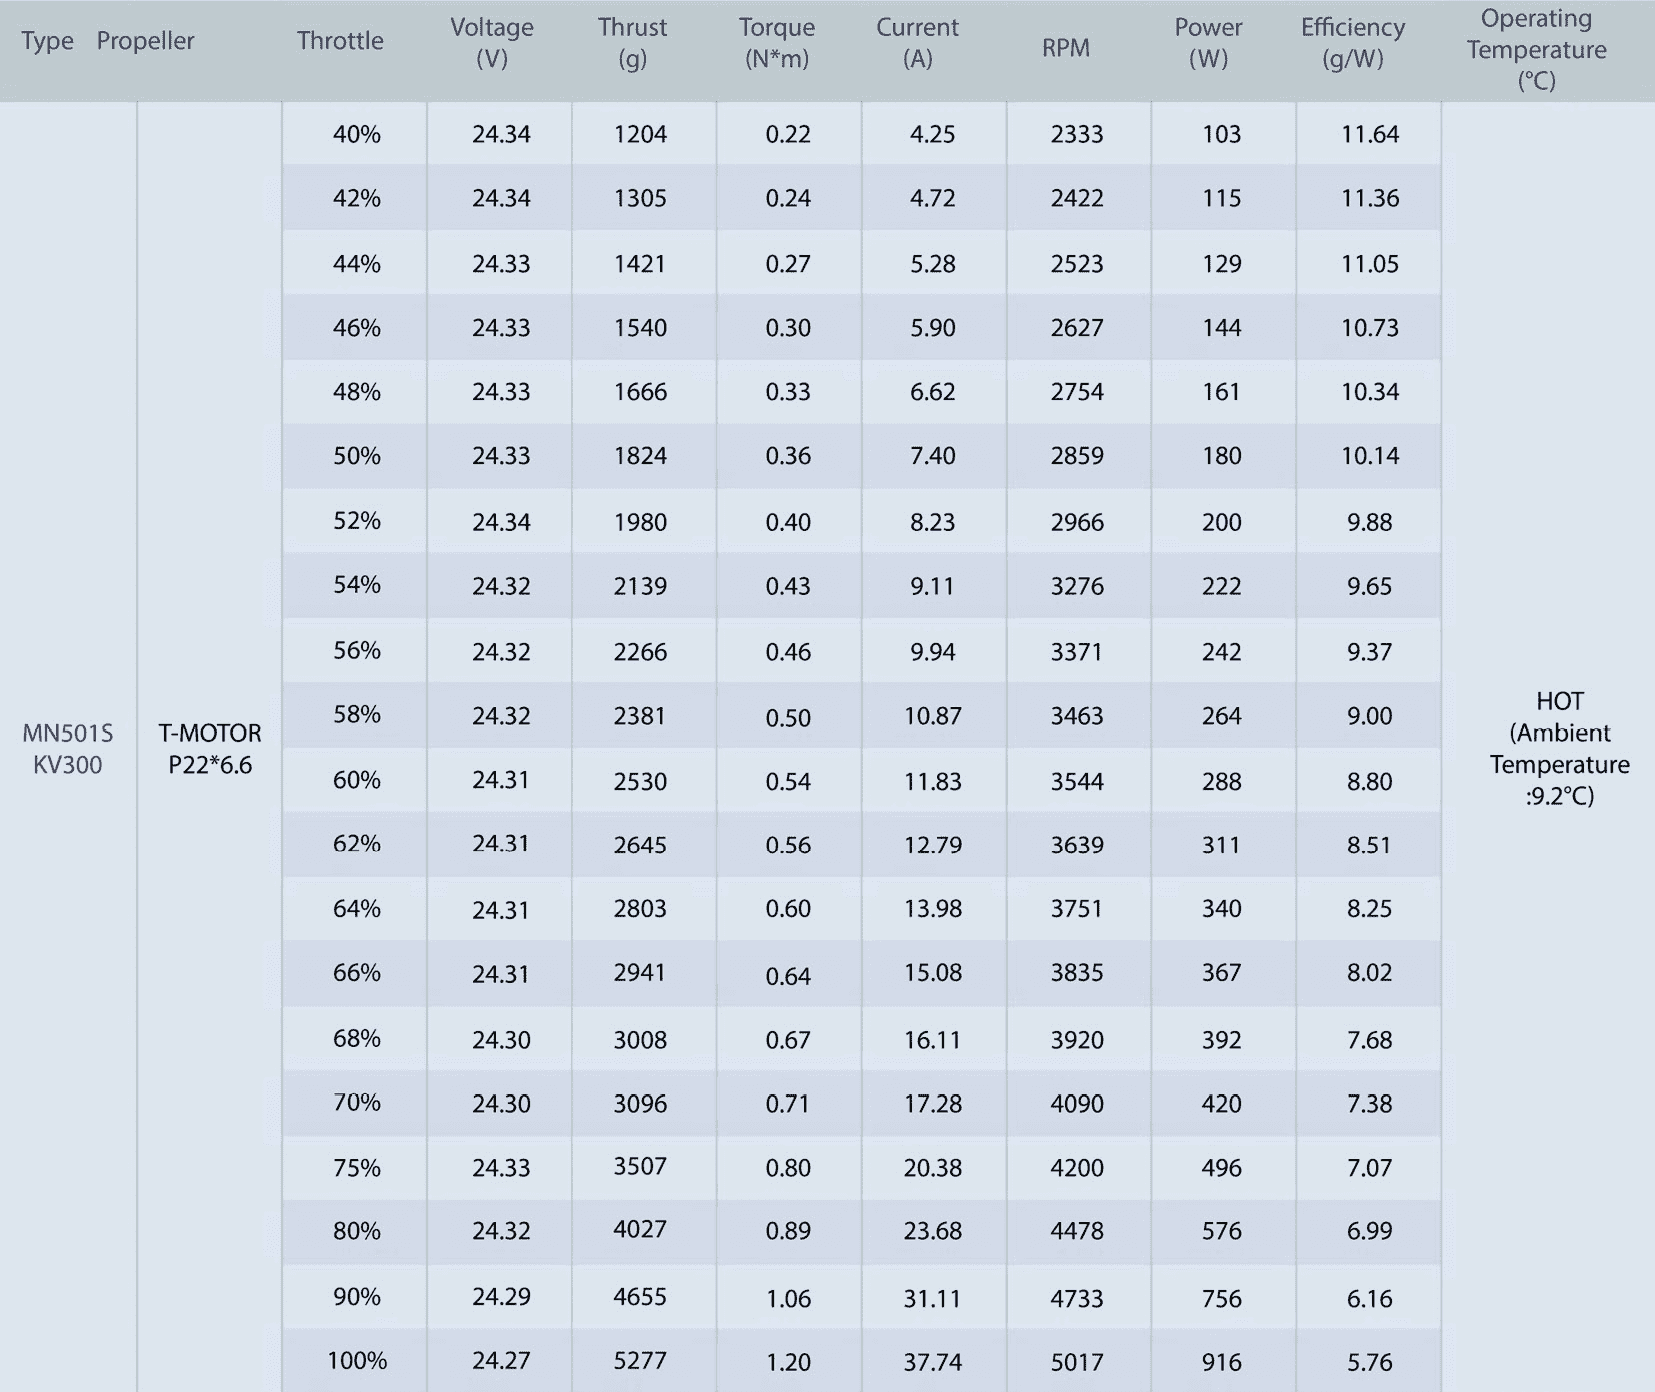 Type Propeller Throttle Voltage (V) Thrust (g) Torque (N*m) Current (A) RPM Power (W) Efficiency (g/W) Operating Temperature (°C)
40% 24.34 1204 0.22 4.25 2333 103 11.64
42% 24.34 1305 0.24 4.72 2422 115 11.36
44% 24.33 1421 0.27 5.28 2523 129 11.05
46% 24.33 1540 0.30 5.90 2627 144 10.73
48% 24.33 1666 0.33 6.62 2754 161 10.34
50% 24.33 1824 0.36 7.40 2859 180 10.14
52% 24.34 1980 0.40 8.23 2966 200 9.88
54% 24.32 2139 0.43 9.11 3276 222 9.65
56% 24.32 2266 0.46 9.94 3371 242 9.37
58% 24.32 2381 0.50 10.87 3463 264 9.00
MN501S KV300 T-MOTOR P22*6.6 HOT (Ambient Temperature :9.2°C)
60% 24.31 2530 0.54 11.83 3544 288 8.80
62% 24.31 2645 0.56 12.79 3639 311 8.51
64% 24.31 2803 0.60 13.98 3751 340 8.25
66% 24.31 2941 0.64 15.08 3835 367 8.02
68% 24.30 3008 0.67 16.11 3920 392 7.68
70% 24.30 3096 0.71 17.28 4090 420 7.38
75% 24.33 3507 0.80 20.38 4200 496 7.07
80% 24.32 4027 0.89 23.68 4478 576 6.99
90% 24.29 4655 1.06 31.11 4733 756 6.16
100% 24.27 5277 1.20 37.74 5017 916 5.76